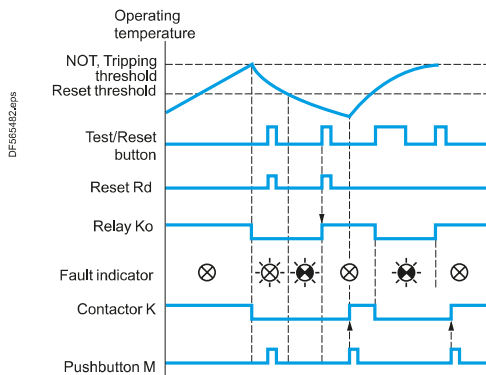 Operating
temperature
NOT, Tripping
threshold
Reset threshold
DF565482.eps
Test/Reset
button
Reset Rd
Relay Ko
Fault indicator
Contactor K
Pushbutton M